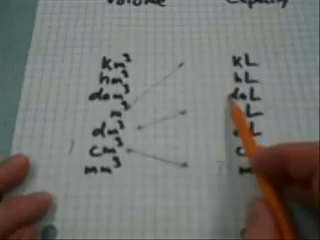 Volume Capacity
km³ kL
hm³ hL
dam³ daL
m³ L
dm³
cm³ c
mm³ m